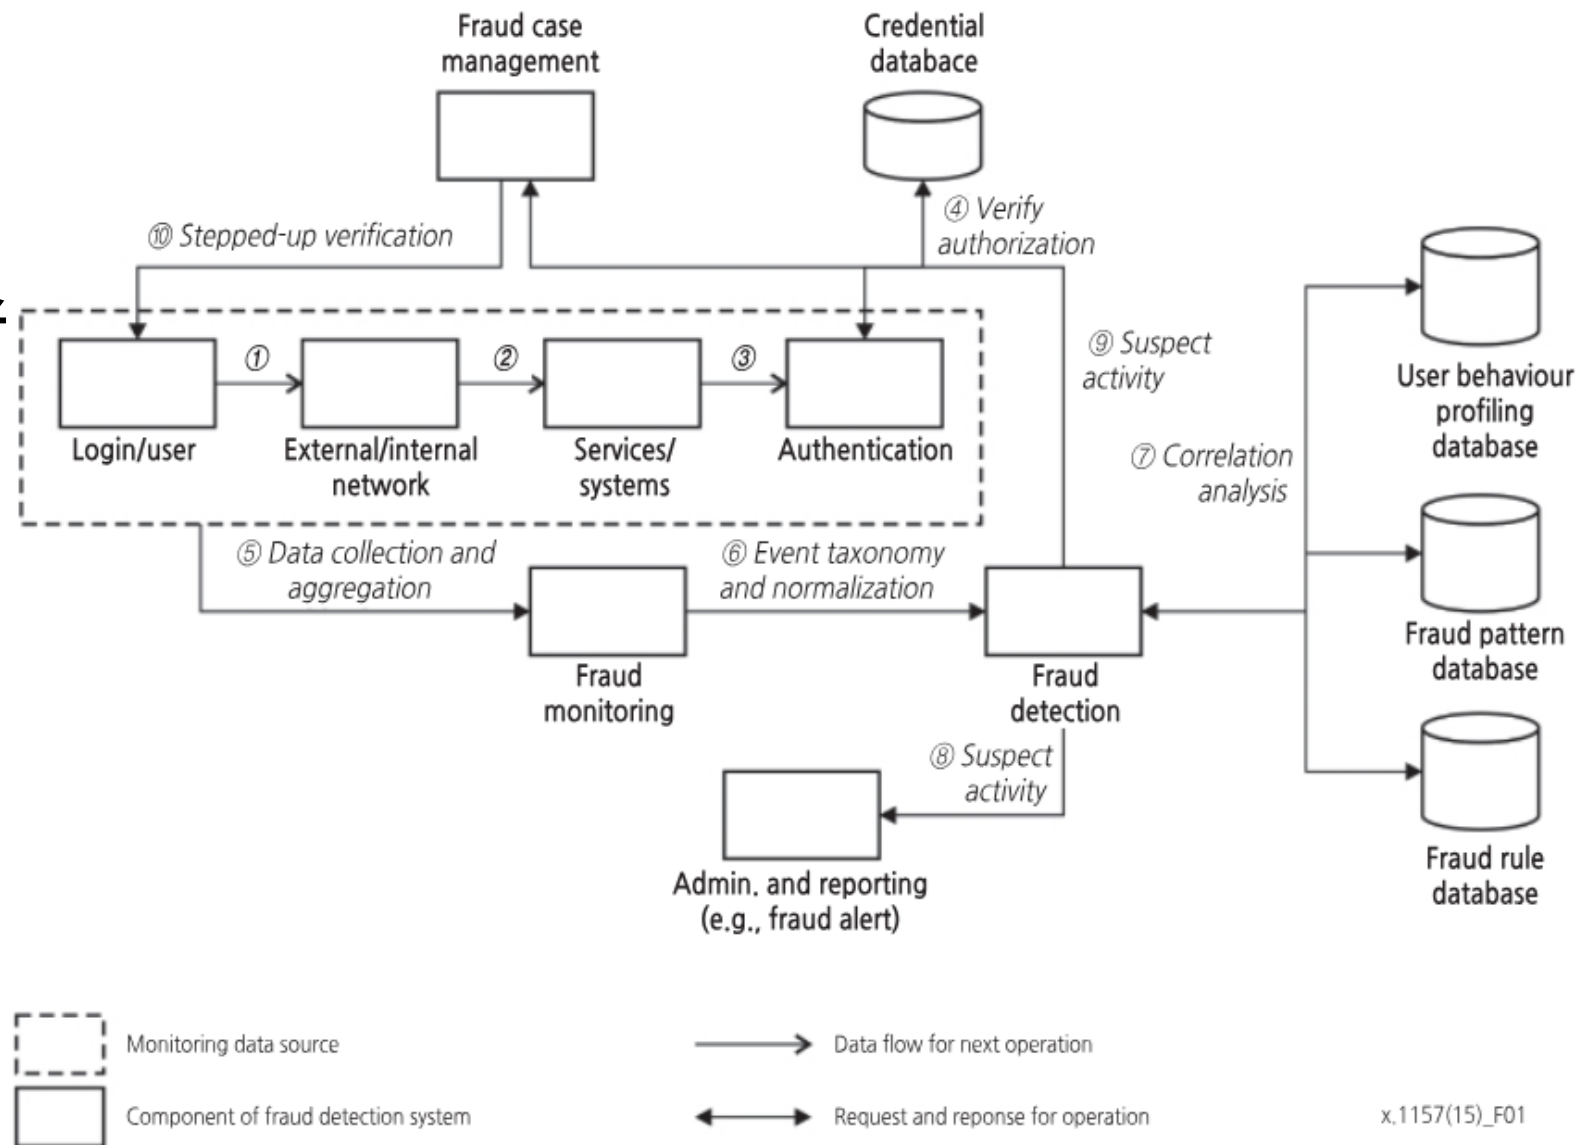 Fraud case
management
Credential
databace
④ Verify
authorization
⑩ Stepped-up verification
⑨ Suspect
activity
User behaviour
profiling
database
①
②
③
Login/user
External/internal
network
Services/
systems
Authentication
⑦ Correlation
analysis
⑤ Data collection and
aggregation
⑥ Event taxonomy
and normalization
Fraud pattern
database
Fraud
monitoring
Fraud
detection
⑧ Suspect
activity
Fraud rule
database
Admin. and reporting
(e.g., fraud alert)
Monitoring data source
Data flow for next operation
Component of fraud detection system
Request and reponse for operation
x.1157(15)_F01